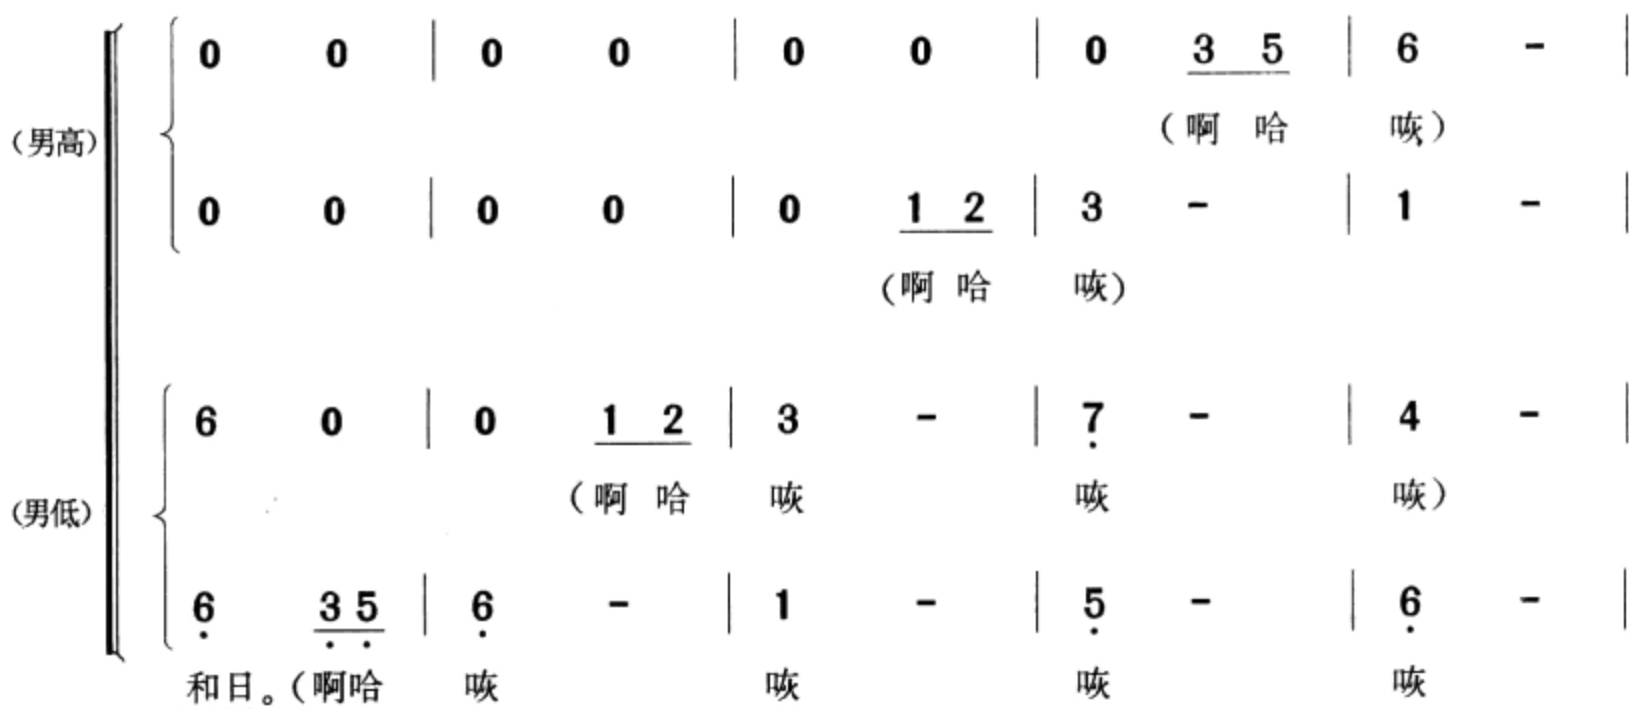 0 0 | 0 0 | 0 0 | 0 3 5 | 6 - |
(男高)
(啊 哈 咴)
0 0 | 0 0 | 0 1 2 | 3 - | 1 - |
(啊 哈 咴)
6 0 | 0 1 2 | 3 - | 7̣ - | 4 - |
(男低)
(啊 哈 咴 咴 咴)
6̣ 3̣ 5̣ | 6̣ - | 1 - | 5̣ - | 6̣ - |
和日。(啊哈 咴 咴 咴 咴